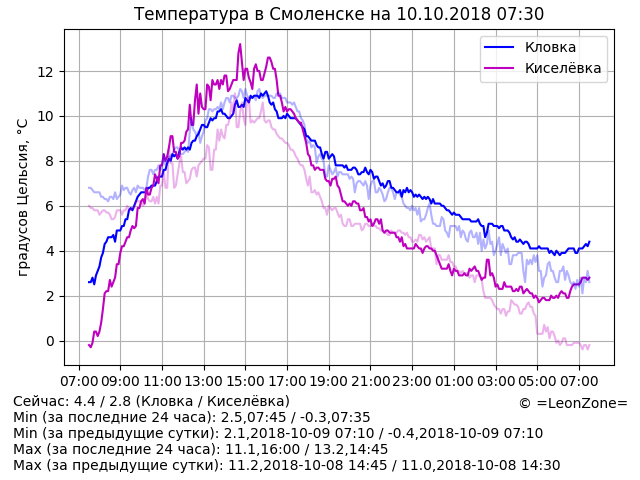 Температура в Смоленске на 10.10.2018 07:30
Кловка
Киселёвка
градусов Цельсия, °C
12
10
8
6
4
2
0
07:00 09:00 11:00 13:00 15:00 17:00 19:00 21:00 23:00 01:00 03:00 05:00 07:00
Сейчас: 4.4 / 2.8 (Кловка / Киселёвка)
© =LeonZone=
Min (за последние 24 часа): 2.5,07:45 / -0.3,07:35
Min (за предыдущие сутки): 2.1,2018-10-09 07:10 / -0.4,2018-10-09 07:10
Max (за последние 24 часа): 11.1,16:00 / 13.2,14:45
Max (за предыдущие сутки): 11.2,2018-10-08 14:45 / 11.0,2018-10-08 14:30